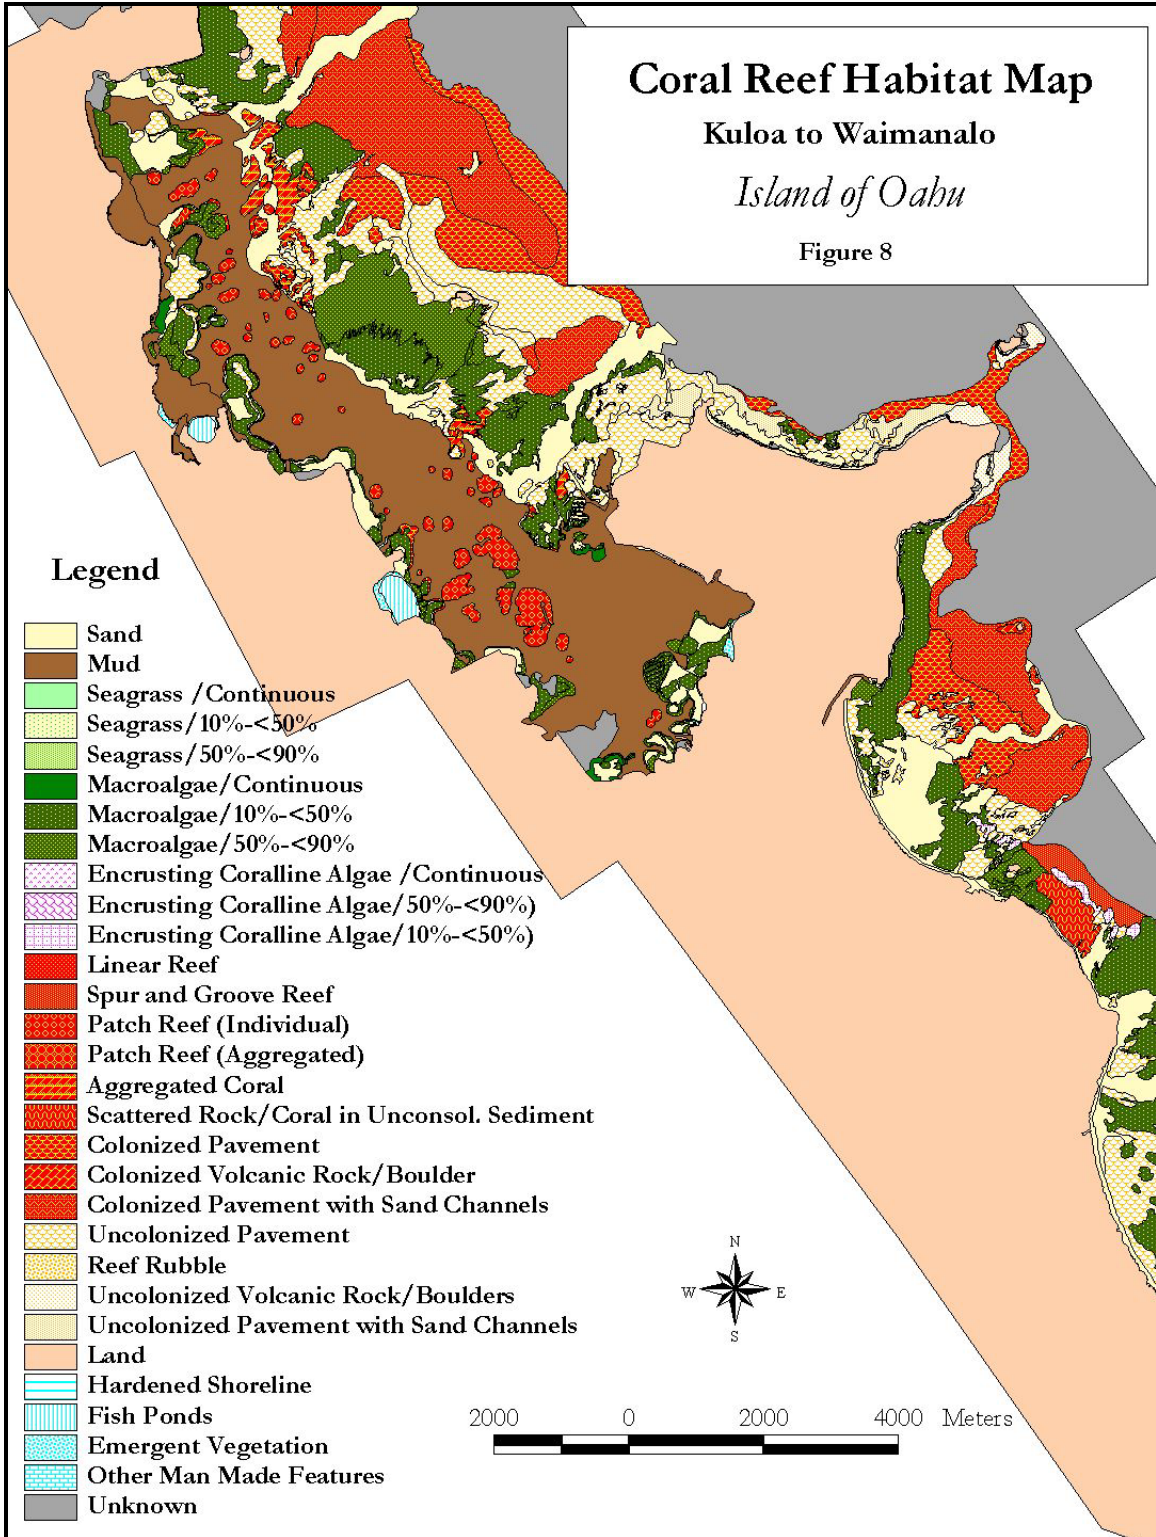 Coral Reef Habitat Map
Kuloa to Waimanalo
Island of Oahu
Figure 8
Legend
Sand
Mud
Seagrass /Continuous
Seagrass/10%-<50%
Seagrass/50%-<90%
Macroalgae/Continuous
Macroalgae/10%-<50%
Macroalgae/50%-<90%
Encrusting Coralline Algae /Continuous
Encrusting Coralline Algae/50%-<90%)
Encrusting Coralline Algae/10%-<50%)
Linear Reef
Spur and Groove Reef
Patch Reef (Individual)
Patch Reef (Aggregated)
Aggregated Coral
Scattered Rock/Coral in Unconsol. Sediment
Colonized Pavement
Colonized Volcanic Rock/Boulder
Colonized Pavement with Sand Channels
Uncolonized Pavement
Reef Rubble
Uncolonized Volcanic Rock/Boulders
Uncolonized Pavement with Sand Channels
Land
Hardened Shoreline
Fish Ponds
Emergent Vegetation
Other Man Made Features
Unknown
N
W E
S
2000 0 2000 4000 Meters